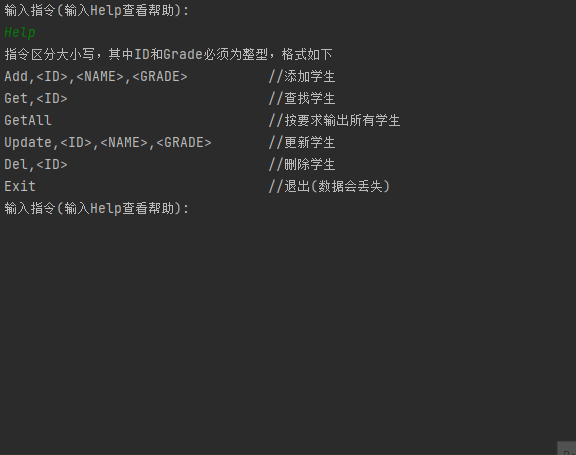 输入指令(输入Help查看帮助):
Help
指令区分大小写，其中ID和Grade必须为整型，格式如下
Add,<ID>,<NAME>,<GRADE> //添加学生
Get,<ID> //查找学生
GetAll //按要求输出所有学生
Update,<ID>,<NAME>,<GRADE> //更新学生
Del,<ID> //删除学生
Exit //退出(数据会丢失)
输入指令(输入Help查看帮助):